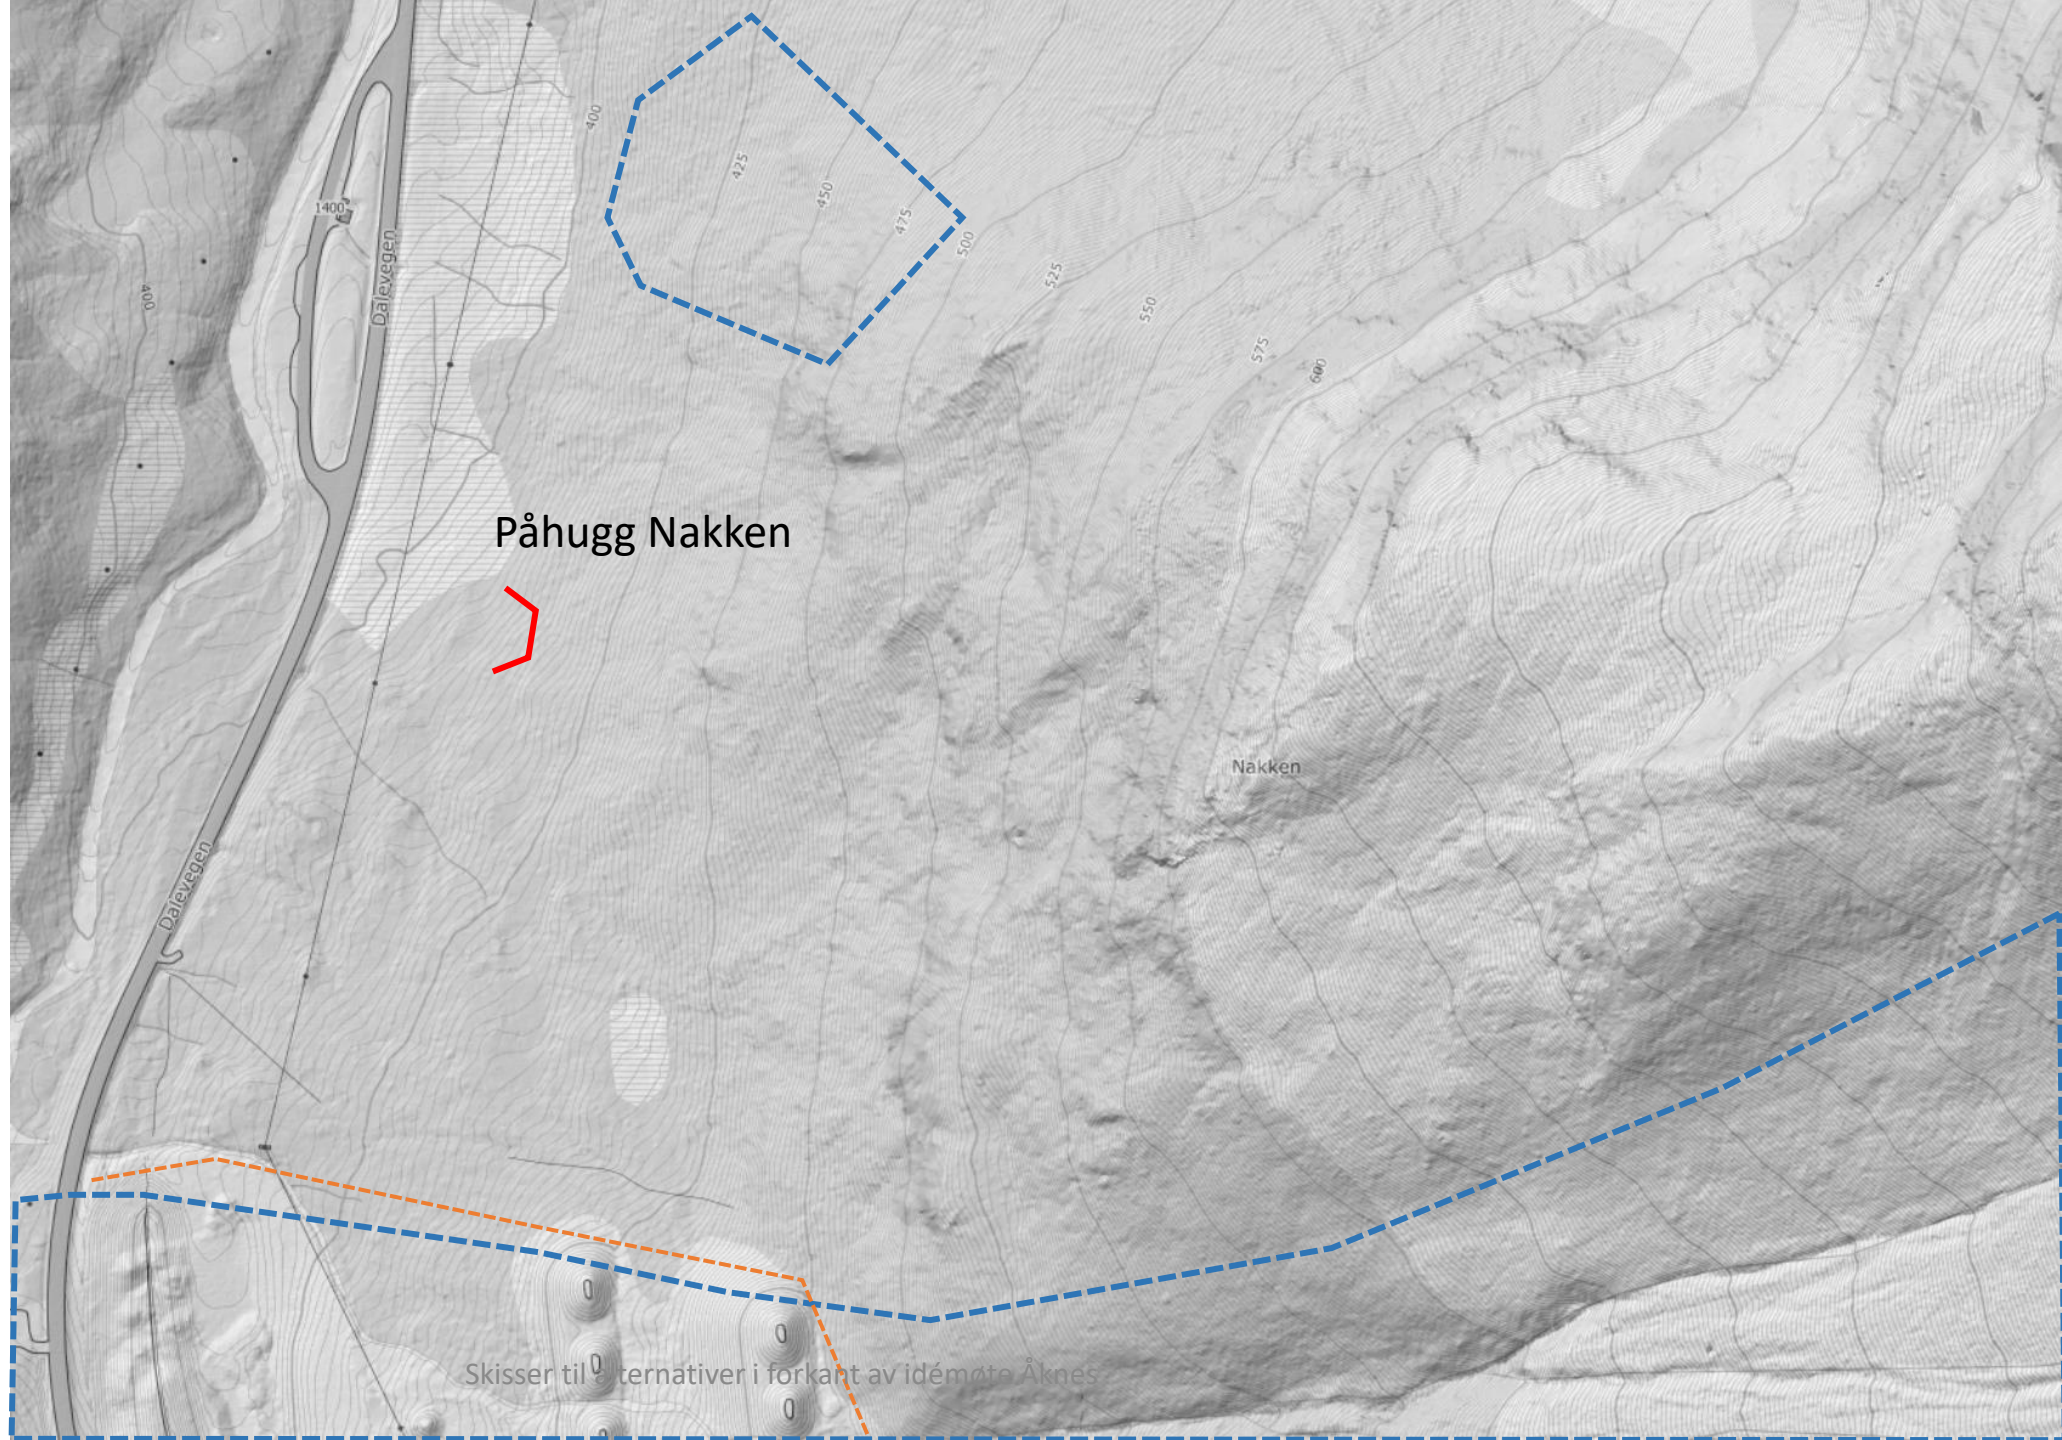 400
425
450
475
1400
Dalevegen
500
525
400
550
575
600
Påhugg Nakken
Nakken
Dalevegen
Skisser til alternativer i forkant av idémøte Åknes